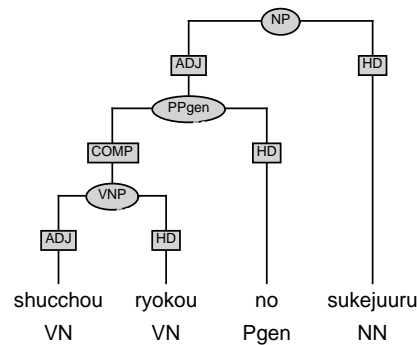 NP
ADJ HD
PPgen
COMP HD
VNP
ADJ HD
shucchou ryokou no sukejuuru
VN VN Pgen NN